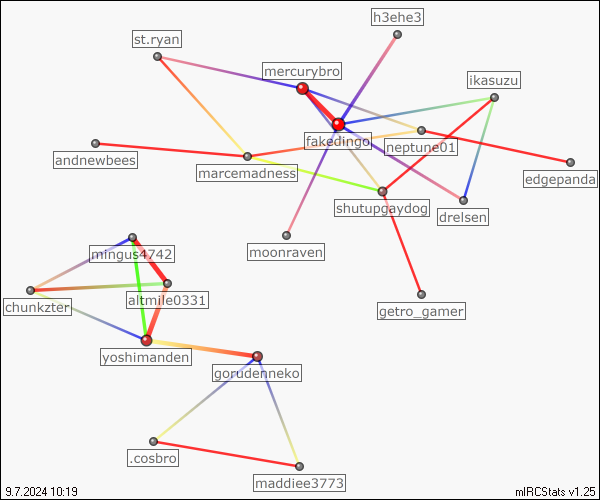 h3ehe3
st.ryan
mercurybro
ikasuzu
fakedingo
neptune01
andnewbees
marcemadness
edgepanda
shutupgaydog
drelsen
moonraven
mingus4742
altmile0331
chunkzter
getro_gamer
yoshimanden
gorudenneko
.cosbro
maddiee3773
9.7.2024 10:19
mIRCStats v1.25